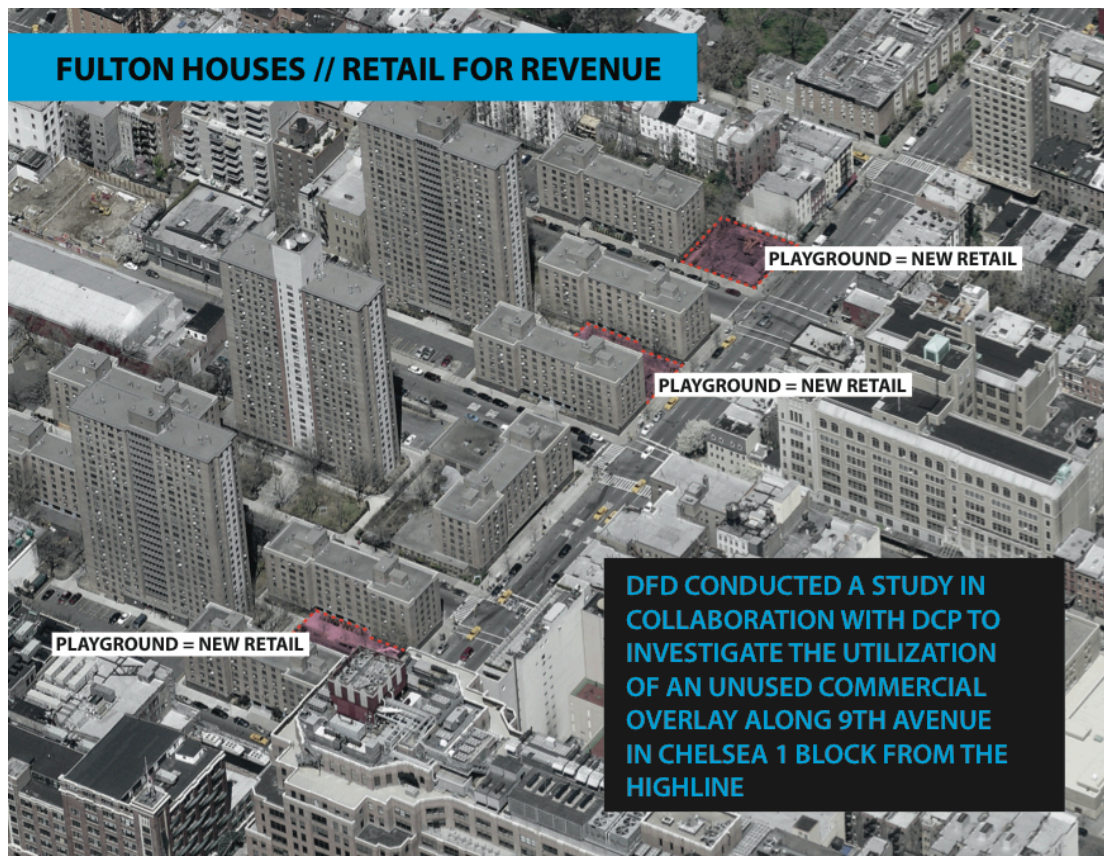 FULTON HOUSES // RETAIL FOR REVENUE
PLAYGROUND = NEW RETAIL
PLAYGROUND = NEW RETAIL
PLAYGROUND = NEW RETAIL
DFD CONDUCTED A STUDY IN
COLLABORATION WITH DCP TO
INVESTIGATE THE UTILIZATION
OF AN UNUSED COMMERCIAL
OVERLAY ALONG 9TH AVENUE
IN CHELSEA 1 BLOCK FROM THE
HIGHLINE